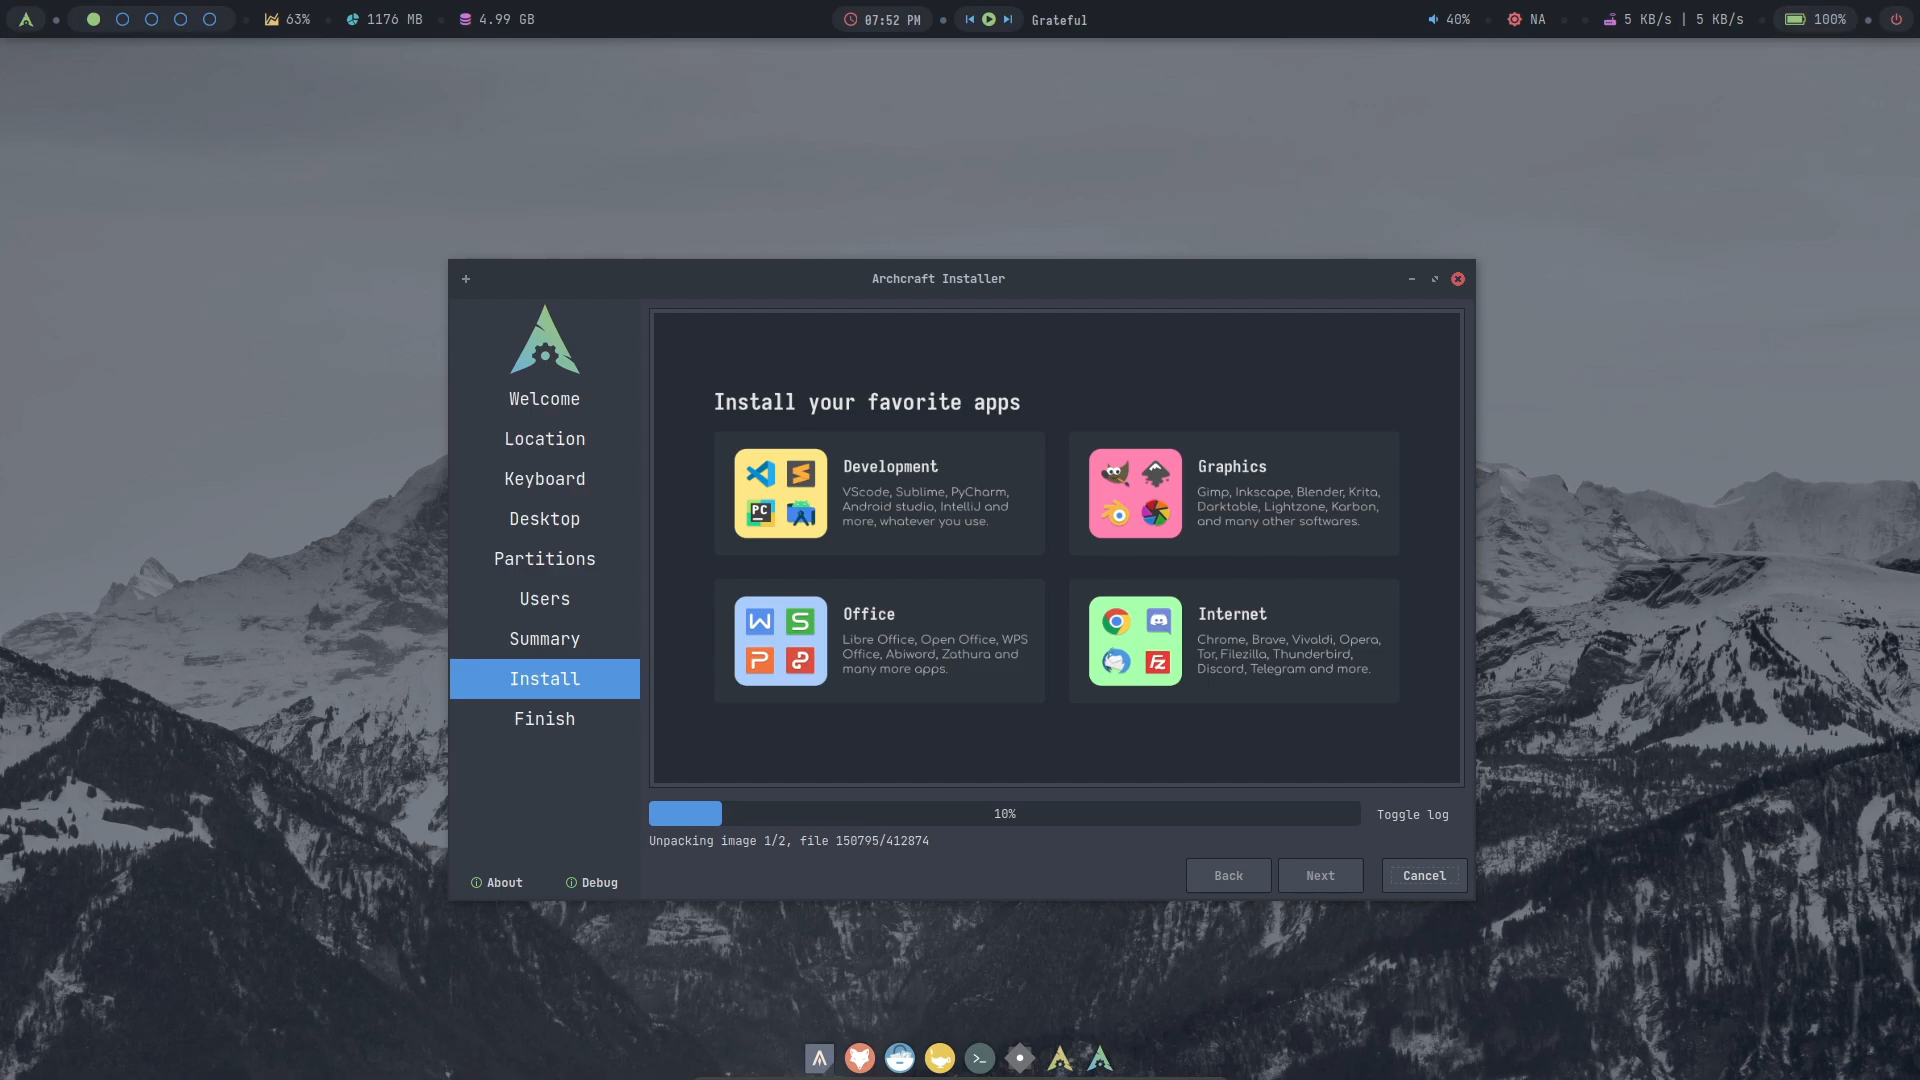 63%
1176 MB
4.99 GB
07:52 PM
Grateful
40%
NA
5 KB/s | 5 KB/s
100%
Archcraft Installer
Welcome
Location
Keyboard
Desktop
Partitions
Users
Summary
Install
Finish
About
Debug
Install your favorite apps
Development
VScode, Sublime, PyCharm,
Android studio, IntelliJ and
more, whatever you use.
PC
Graphics
Gimp, Inkscape, Blender, Krita,
Darktable, Lightzone, Karbon,
and many other softwares.
W S
P
Office
Libre Office, Open Office, WPS
Office, Abiword, Zathura and
many more apps.
FZ
Internet
Chrome, Brave, Vivaldi, Opera,
Tor, Filezilla, Thunderbird,
Discord, Telegram and more.
10%
Toggle log
Unpacking image 1/2, file 150795/412874
Back
Next
Cancel